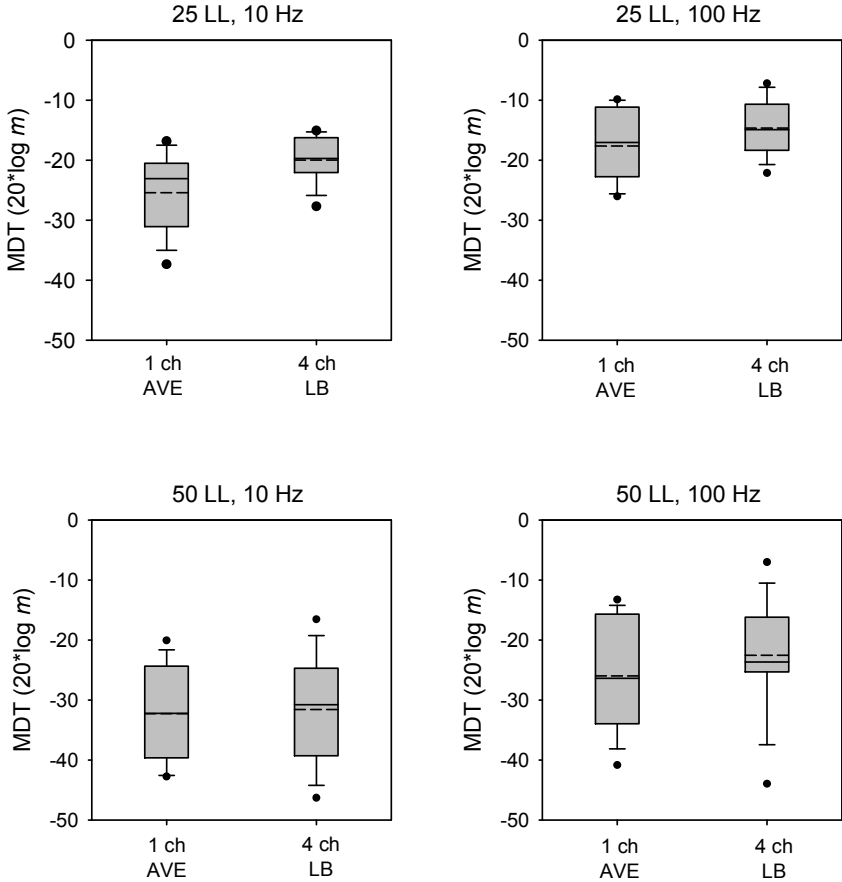 25 LL, 10 Hz
MDT (20*log m)
0
-10
-20
-30
-40
-50
1 ch
AVE
4 ch
LB
25 LL, 100 Hz
MDT (20*log m)
0
-10
-20
-30
-40
-50
1 ch
AVE
4 ch
LB
50 LL, 10 Hz
MDT (20*log m)
0
-10
-20
-30
-40
-50
1 ch
AVE
4 ch
LB
50 LL, 100 Hz
MDT (20*log m)
0
-10
-20
-30
-40
-50
1 ch
AVE
4 ch
LB